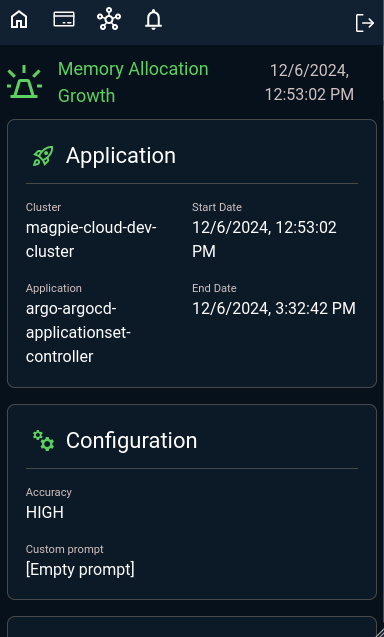 Memory Allocation
Growth
12/6/2024,
12:53:02 PM
Application
Cluster
magpie-cloud-dev-
cluster
Start Date
12/6/2024, 12:53:02
PM
Application
argo-argocd-
applicationset-
controller
End Date
12/6/2024, 3:32:42 PM
Configuration
Accuracy
HIGH
Custom prompt
[Empty prompt]